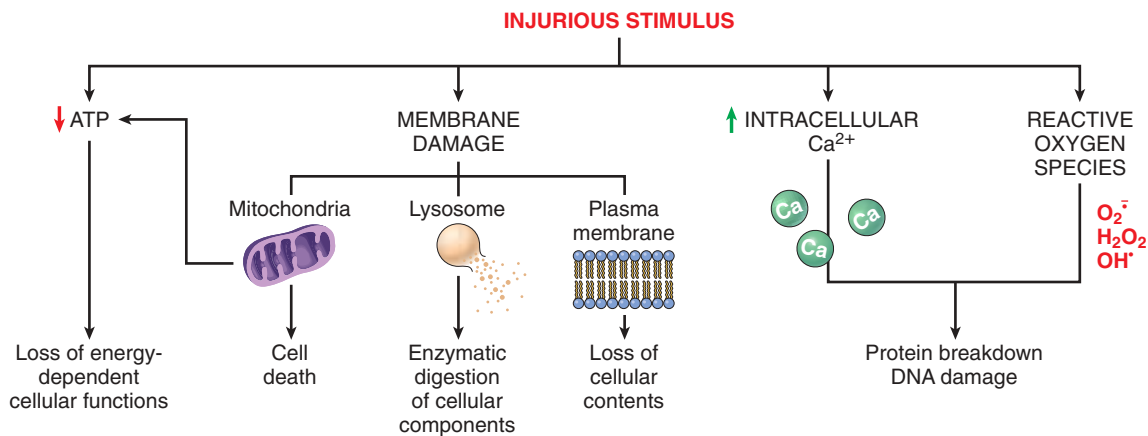 INJURIOUS STIMULUS
ATP
MEMBRANE
DAMAGE
INTRACELLULAR
Ca²⁺
REACTIVE
OXYGEN
SPECIES
Mitochondria
Lysosome
Plasma
membrane
Ca
Ca
Ca
O₂•̄
H₂O₂
OH•
Loss of energy-
dependent
cellular functions
Cell
death
Enzymatic
digestion
of cellular
components
Loss of
cellular
contents
Protein breakdown
DNA damage